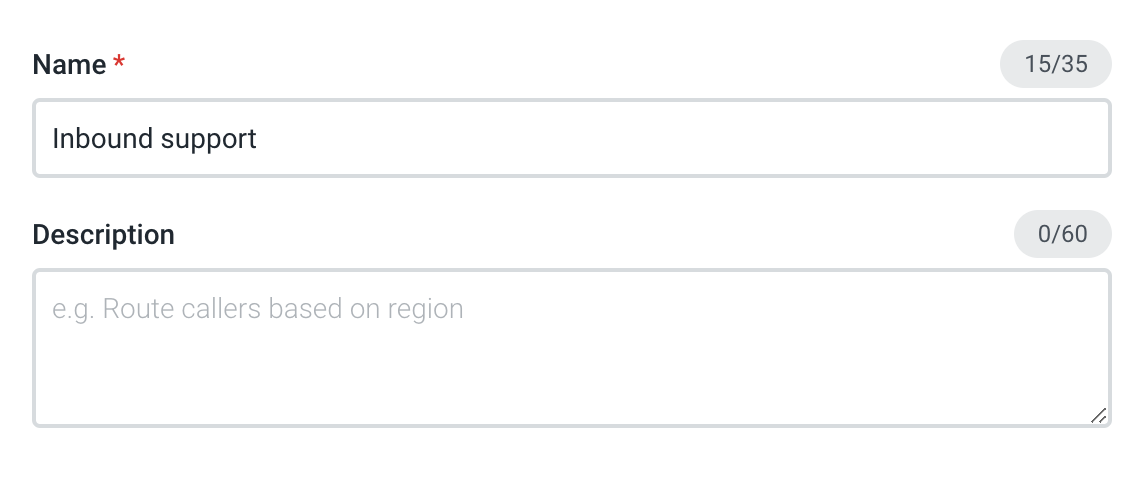 Name * 15/35
Inbound support
Description 0/60
e.g. Route callers based on region